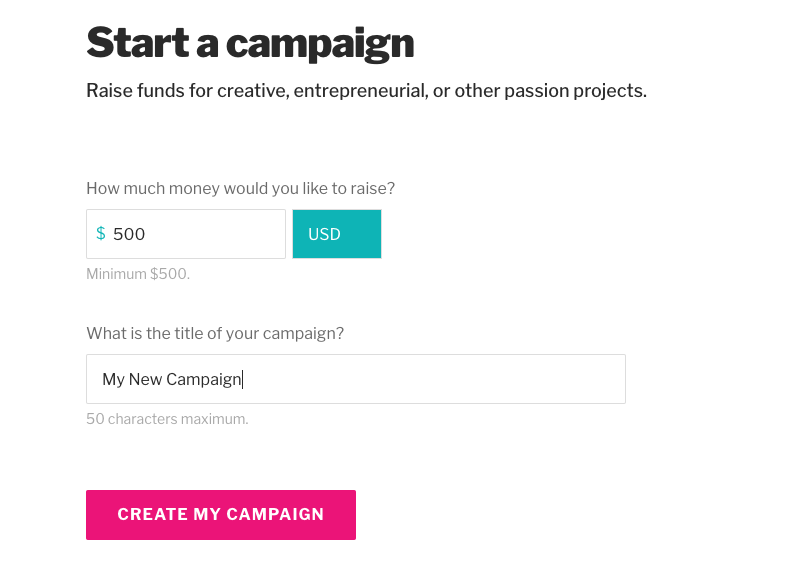 Start a campaign
Raise funds for creative, entrepreneurial, or other passion projects.
How much money would you like to raise?
$ 500 USD
Minimum $500.
What is the title of your campaign?
My New Campaign
50 characters maximum.
CREATE MY CAMPAIGN